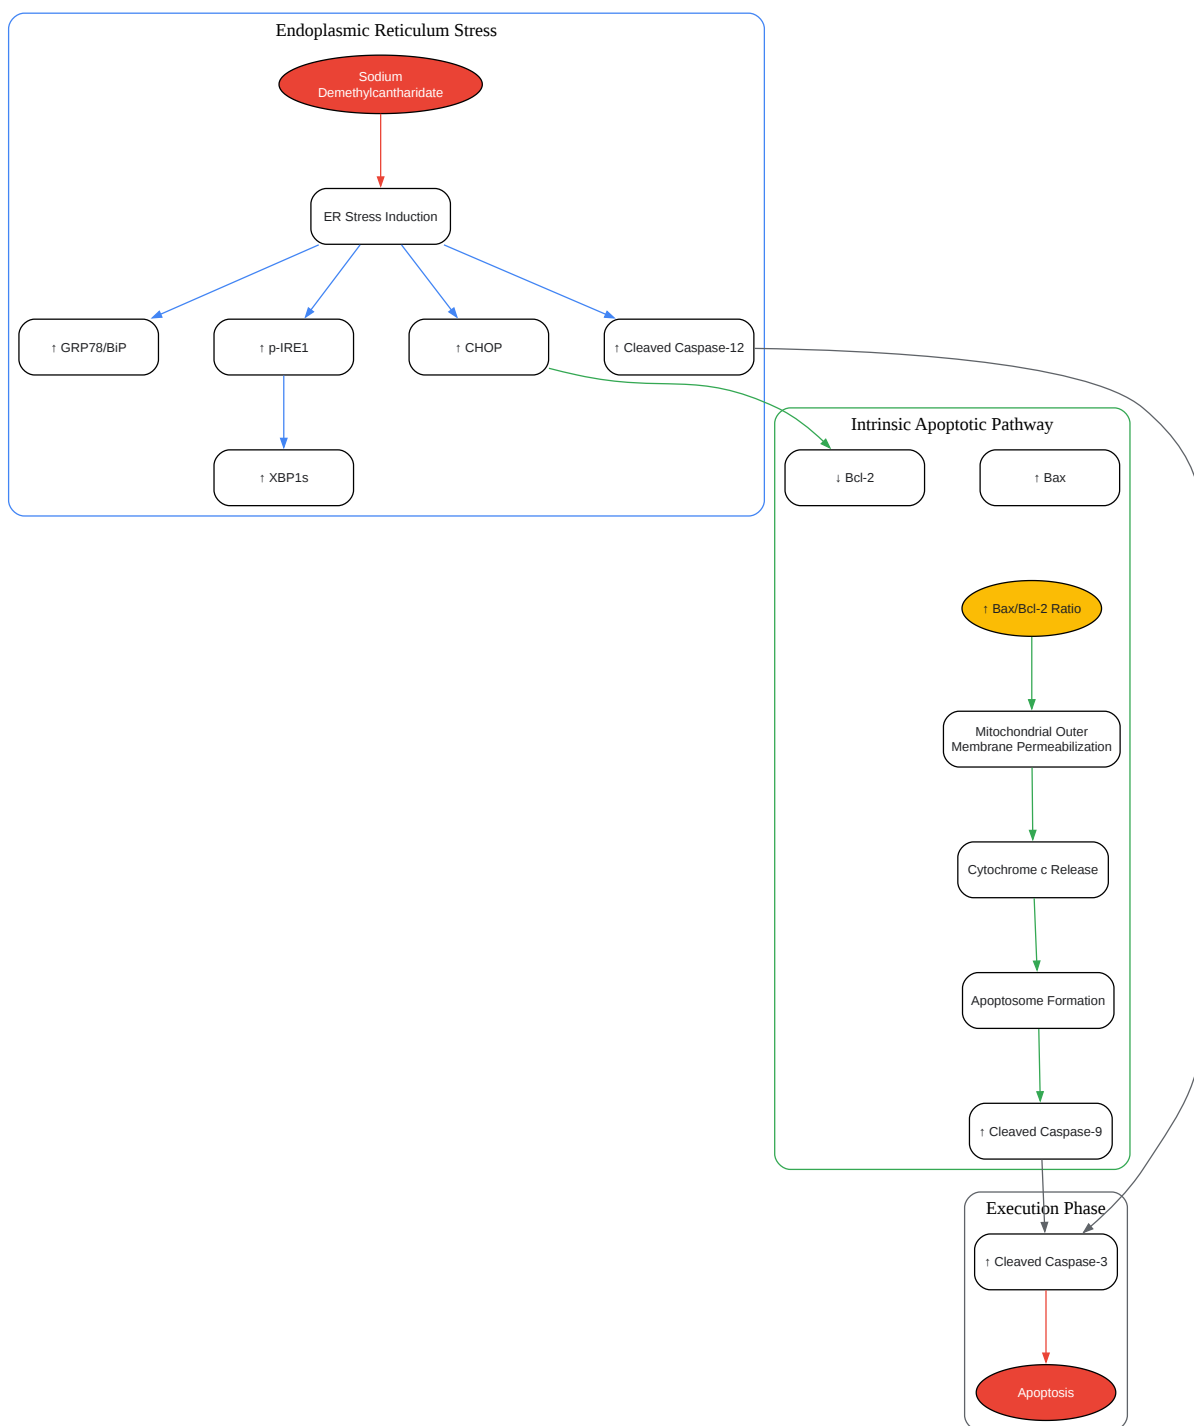 Endoplasmic Reticulum Stress
Sodium
Demethylcantharidate
ER Stress Induction
↑ GRP78/BiP
↑ p-IRE1
↑ CHOP
↑ Cleaved Caspase-12
↑ XBP1s
Intrinsic Apoptotic Pathway
↓ Bcl-2
↑ Bax
↑ Bax/Bcl-2 Ratio
Mitochondrial Outer
Membrane Permeabilization
Cytochrome c Release
Apoptosome Formation
↑ Cleaved Caspase-9
Execution Phase
↑ Cleaved Caspase-3
Apoptosis